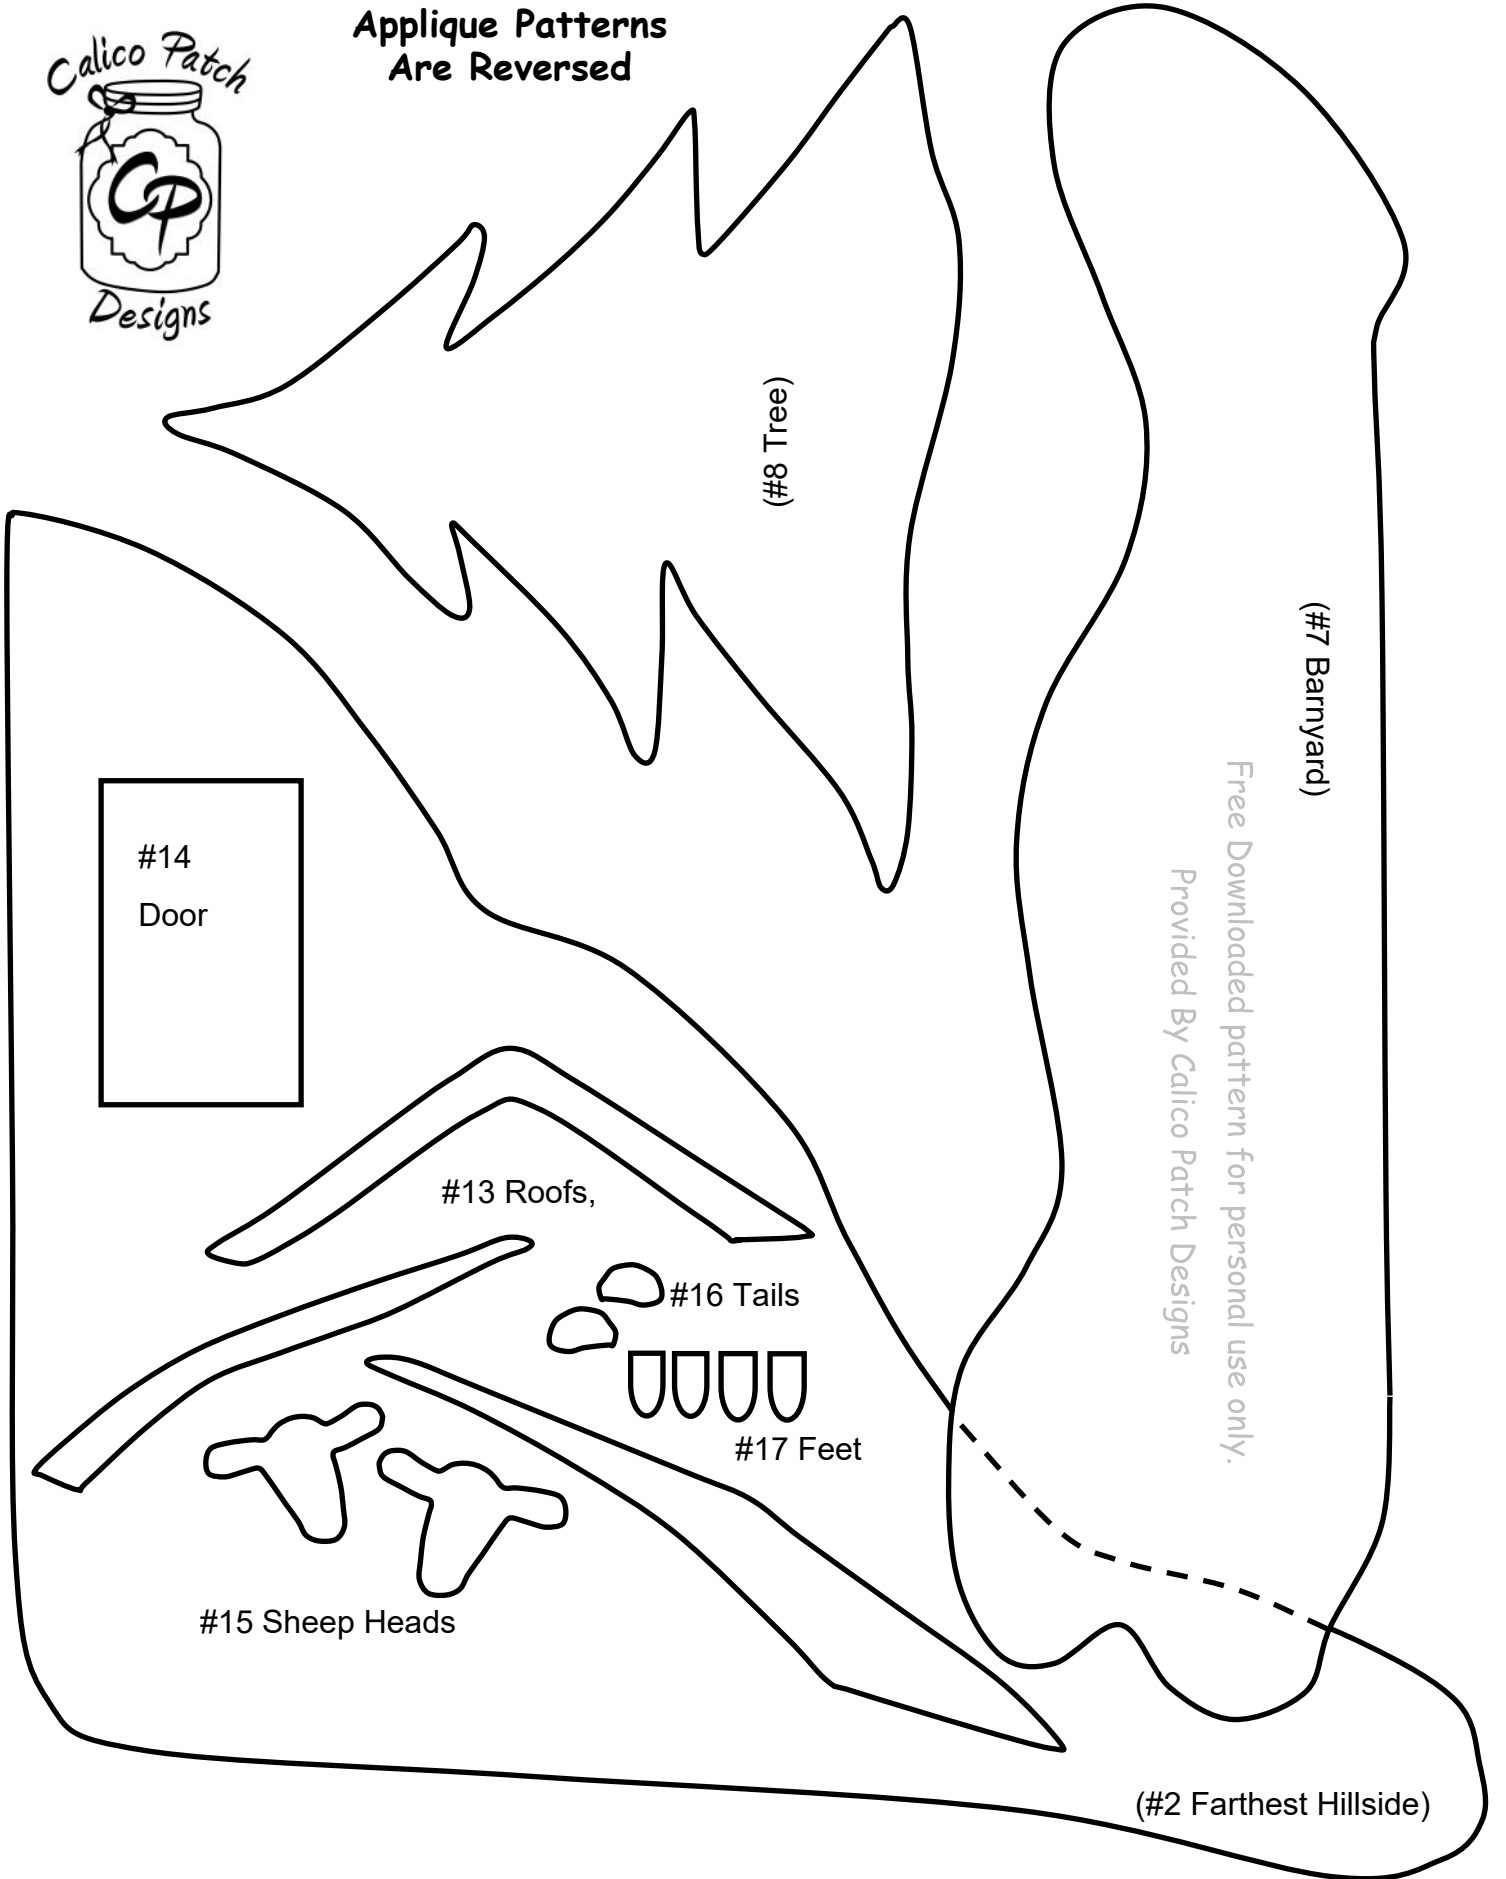 Calico Patch
CP
Designs
Applique Patterns
Are Reversed
(#8 Tree)
(#7 Barnyard)
Free Downloaded pattern for personal use only.
Provided By Calico Patch Designs
#14
Door
#13 Roofs,
#16 Tails
#17 Feet
#15 Sheep Heads
(#2 Farthest Hillside)